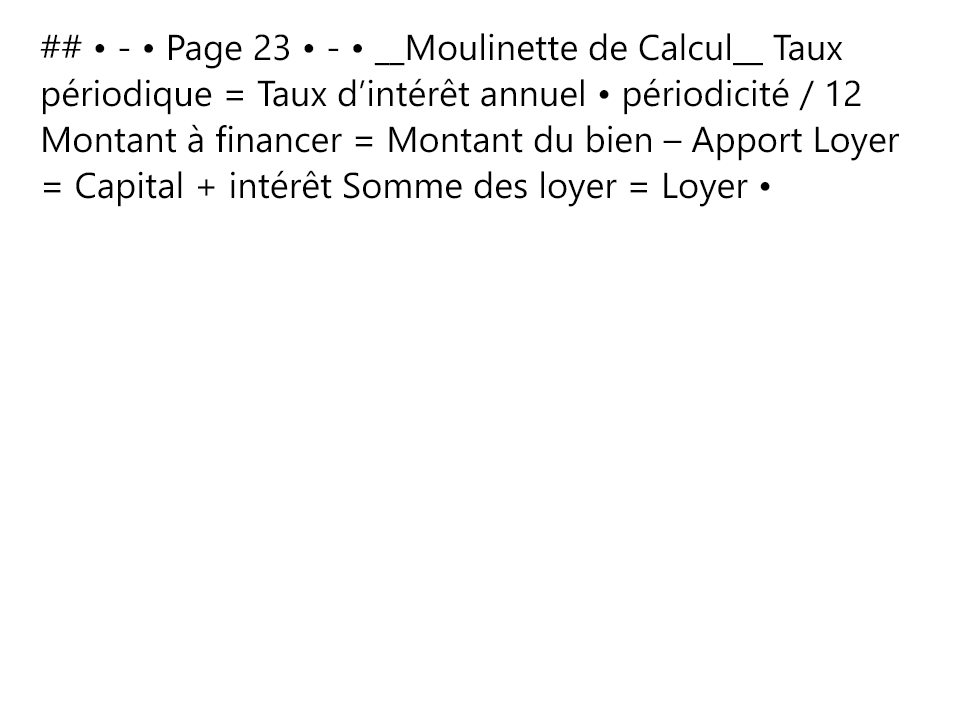 ## • - • Page 23 • - • __Moulinette de Calcul__ Taux
périodique = Taux d’intérêt annuel • périodicité / 12
Montant à financer = Montant du bien – Apport Loyer
= Capital + intérêt Somme des loyer = Loyer •